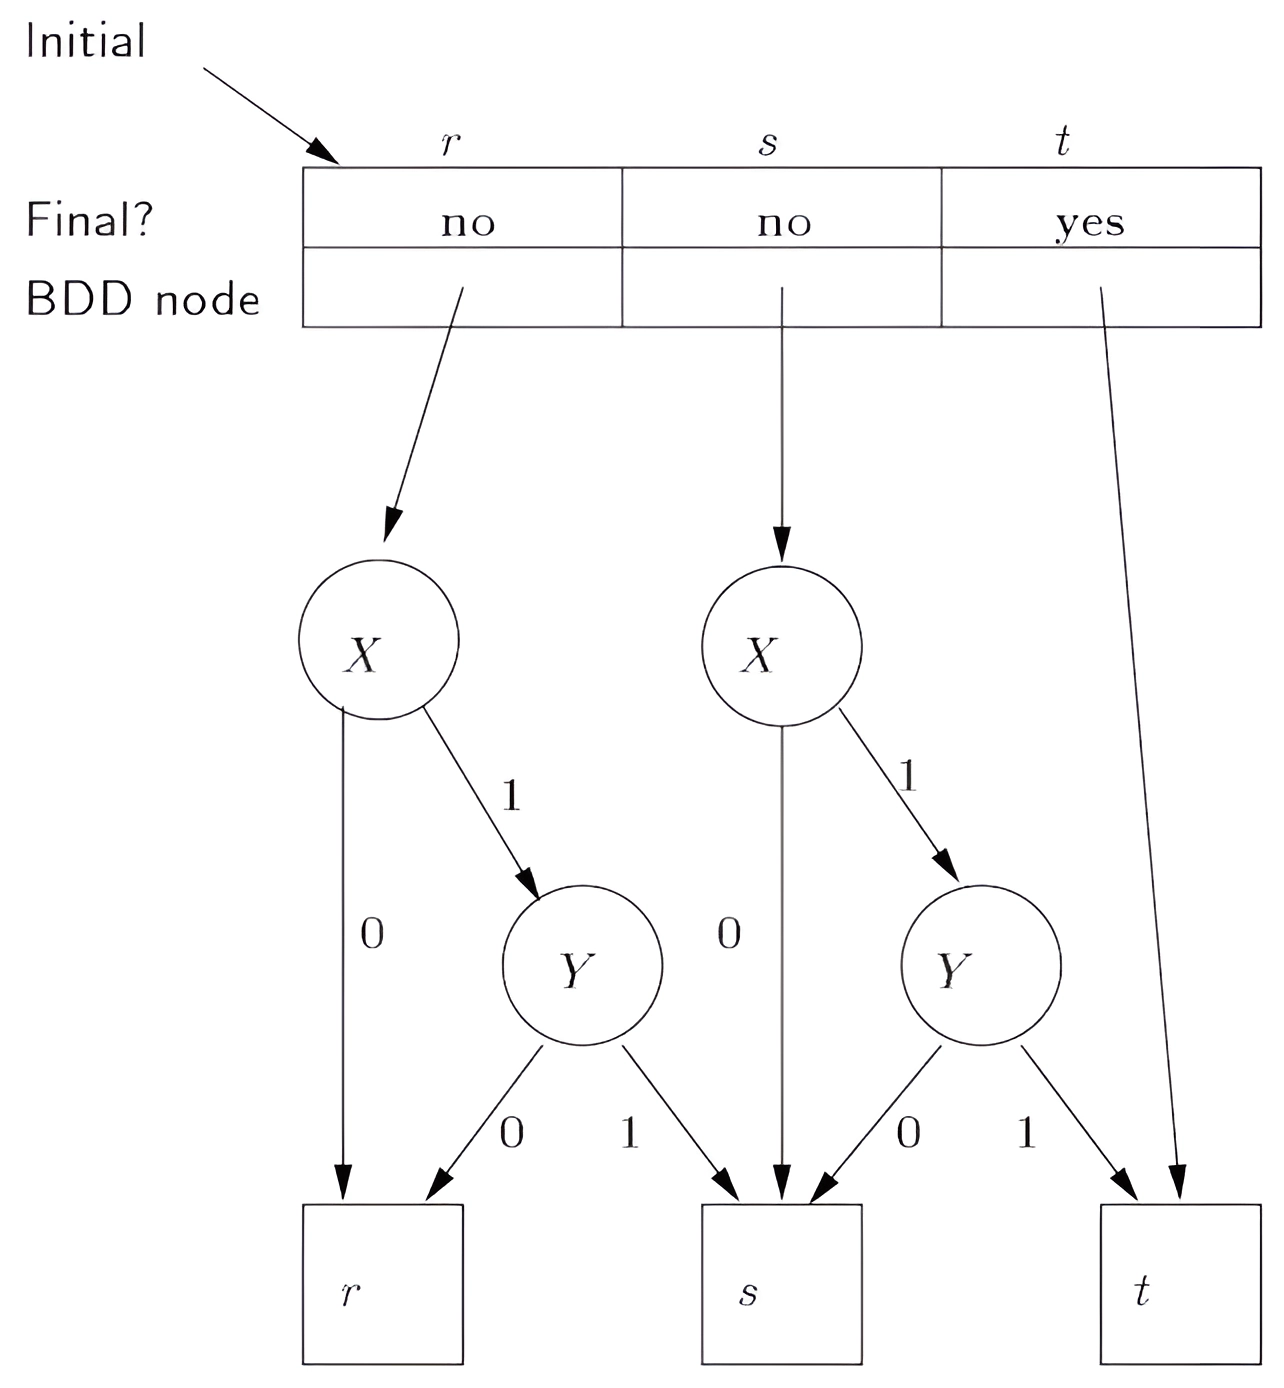 Initial
r s t
Final? no no yes
BDD node
X X
1 1
0 0
Y Y
0 1 0 1
r s t